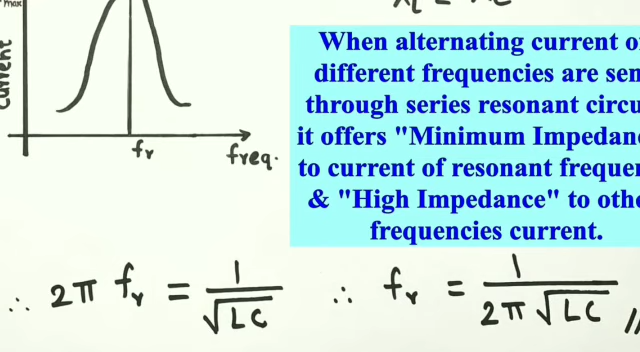 max
current
fr
freq.
When alternating current of
different frequencies are sen
through series resonant circu
it offers "Minimum Impedanc
to current of resonant frequen
& "High Impedance" to othe
frequencies current.
∴ 2π fr = 1/√LC ∴ fr = 1/2π√LC //